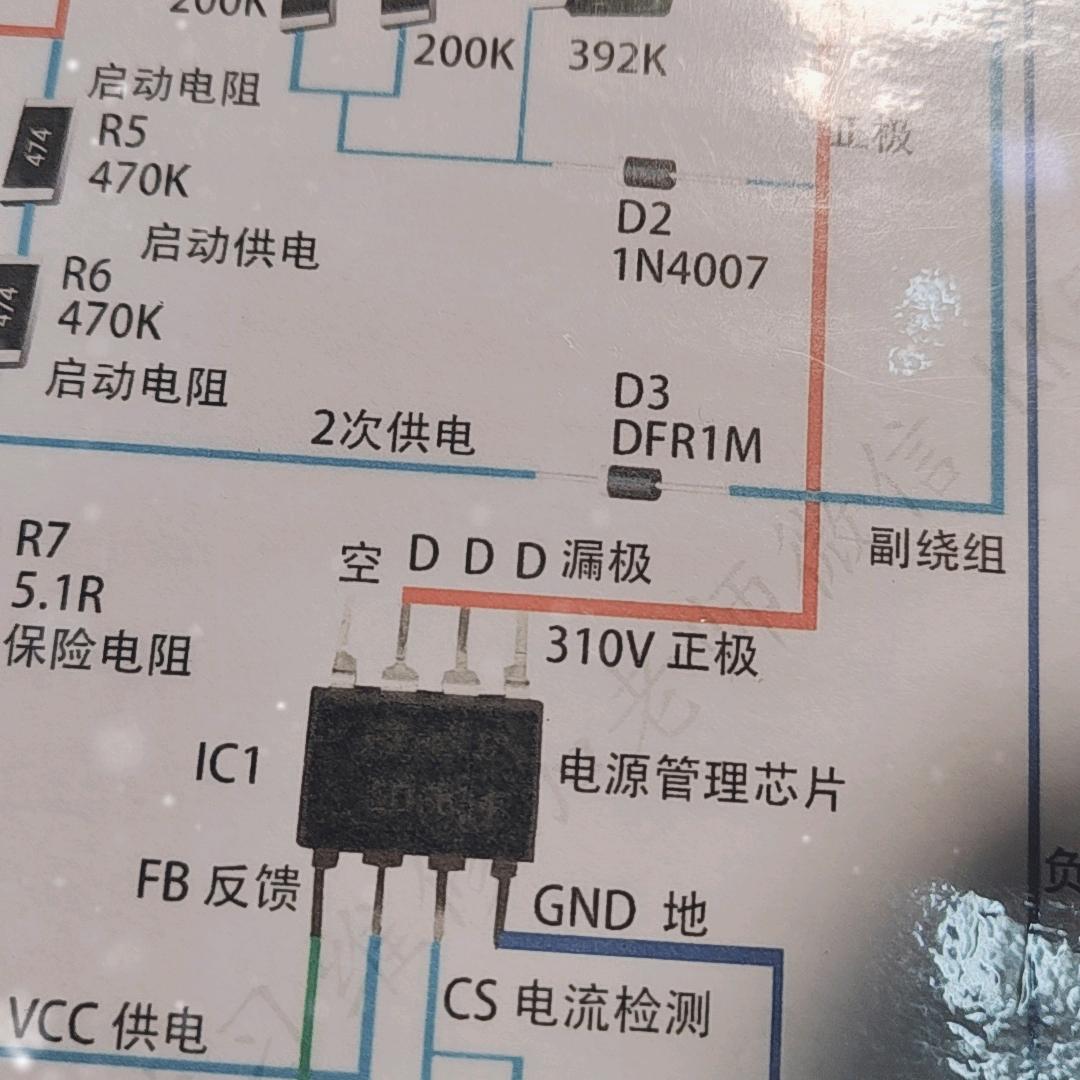 200K
200K
392K
启动电阻
R5
470K
474
正极
D2
1N4007
启动供电
R6
470K
474
启动电阻
2次供电
D3
DFR1M
副绕组
R7
5.1R
保险电阻
空 D D D 漏极
310V 正极
IC1
电源管理芯片
FB 反馈
GND 地
负
CS 电流检测
VCC 供电